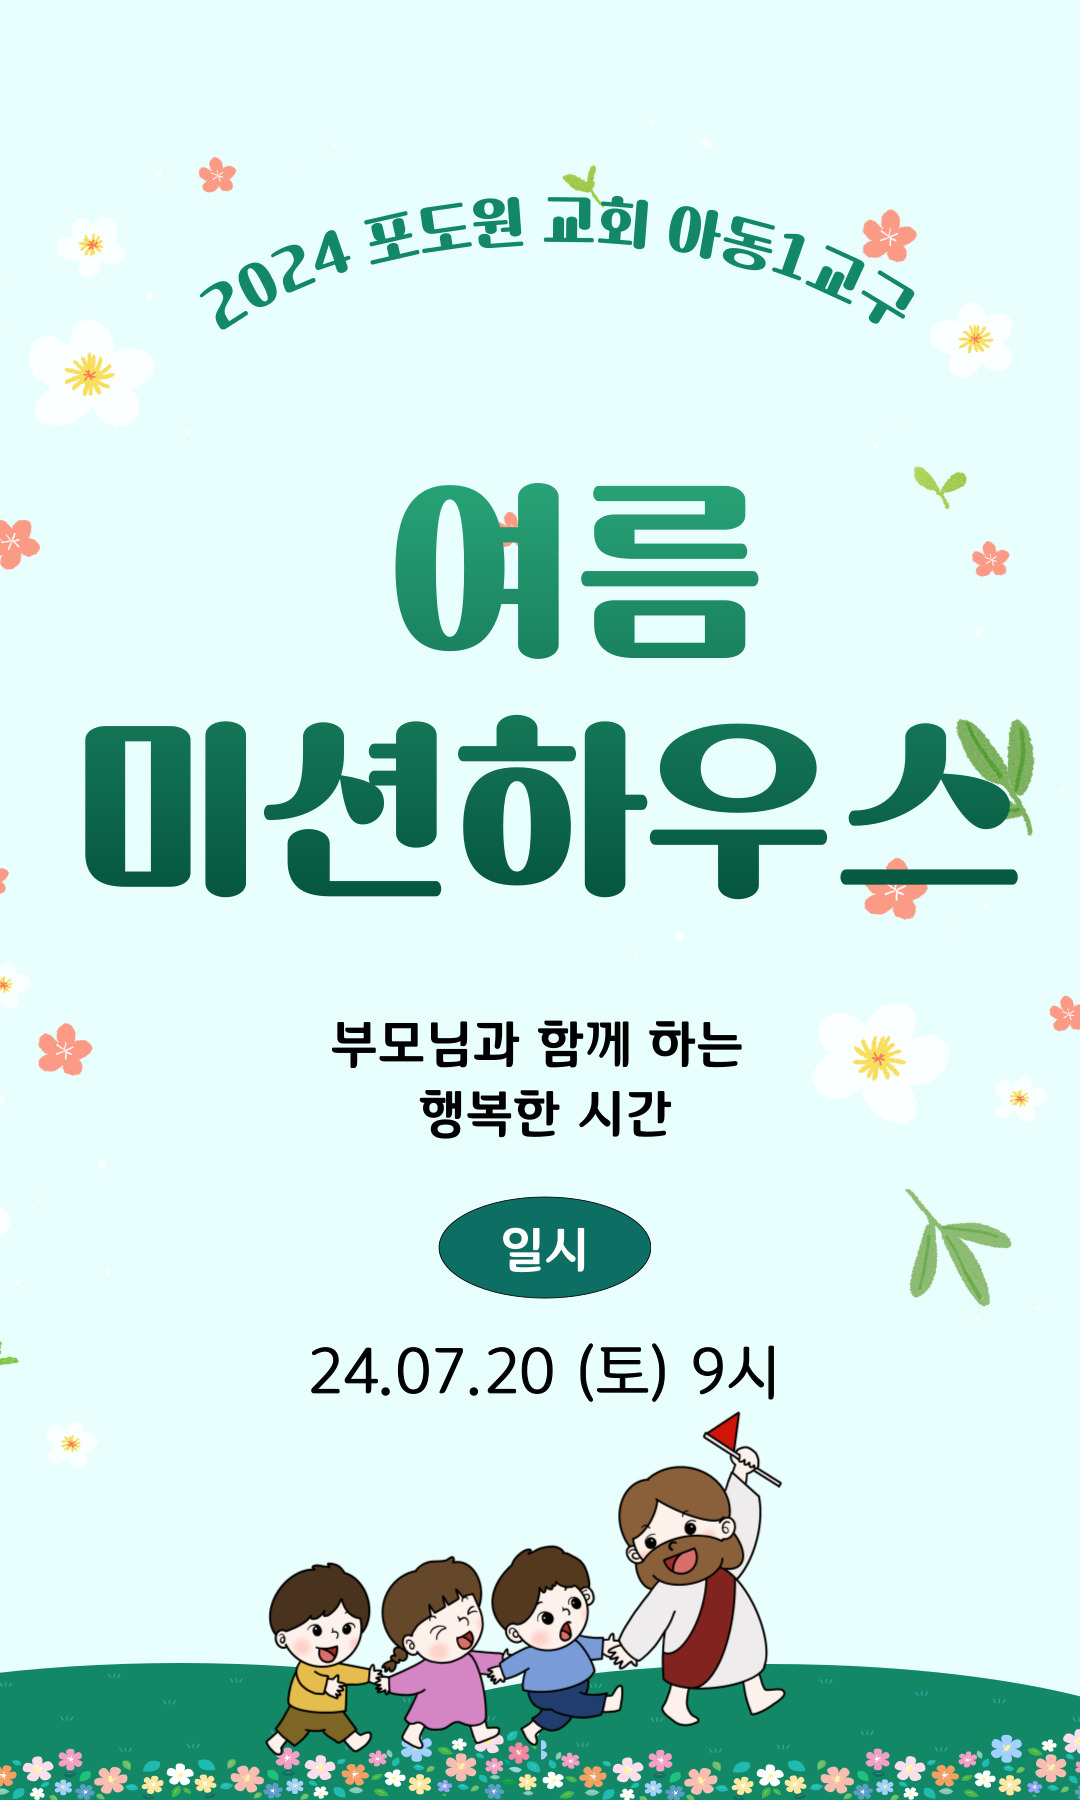 2024 포도원 교회 아동1교구
여름
미션하우스
부모님과 함께 하는
행복한 시간
일시
24.07.20 (토) 9시